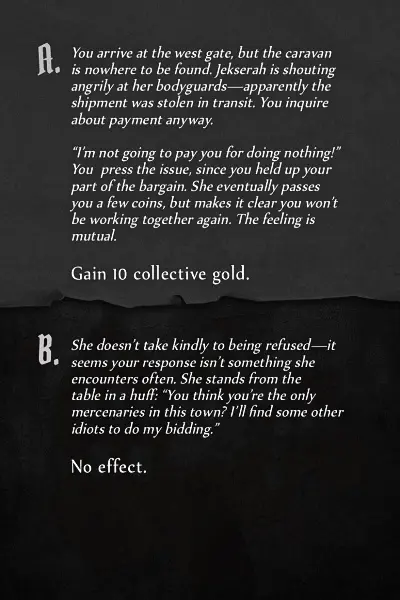 A.
You arrive at the west gate, but the caravan
is nowhere to be found. Jekserah is shouting
angrily at her bodyguards—apparently the
shipment was stolen in transit. You inquire
about payment anyway.
“I’m not going to pay you for doing nothing!”
You press the issue, since you held up your
part of the bargain. She eventually passes
you a few coins, but makes it clear you won’t
be working together again. The feeling is
mutual.
Gain 10 collective gold.
B.
She doesn’t take kindly to being refused—it
seems your response isn’t something she
encounters often. She stands from the
table in a huff: “You think you’re the only
mercenaries in this town? I’ll find some other
idiots to do my bidding.”
No effect.